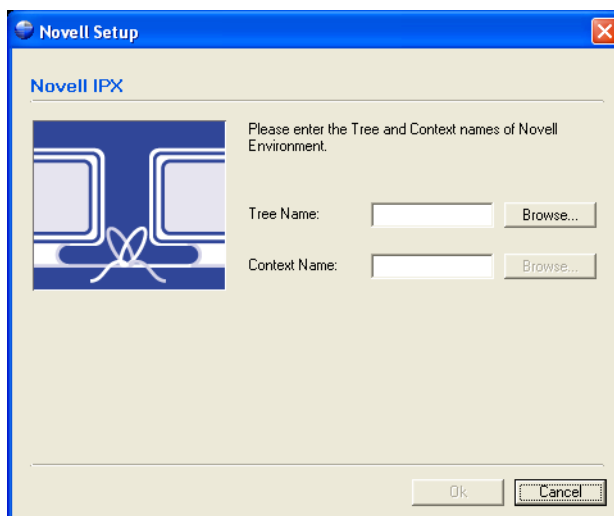 Novell Setup
Novell IPX
Please enter the Tree and Context names of Novell
Environment.
Tree Name:
Browse...
Context Name:
Browse...
Ok
Cancel